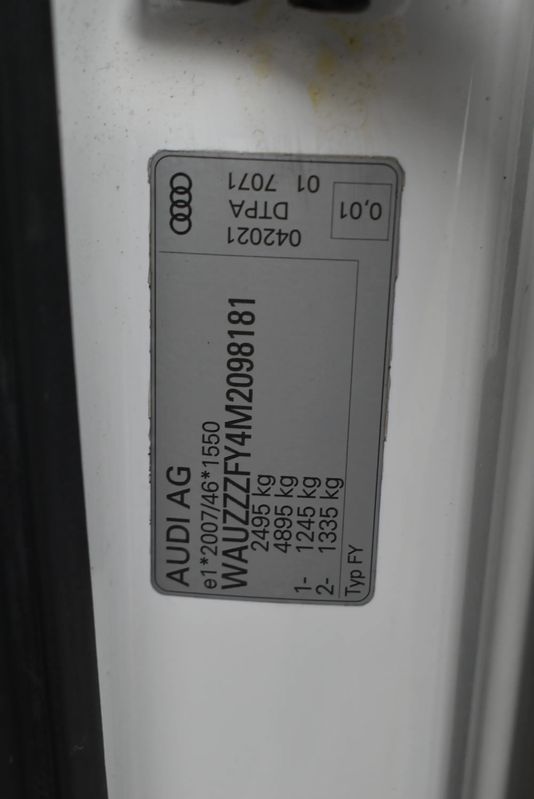 AUDI AG
e1*2007/46*1550
WAUZZZFY4M2098181
2495 kg
4895 kg
1- 1245 kg
2- 1335 kg
Typ FY
042021
DTPA
01 7071
0,01